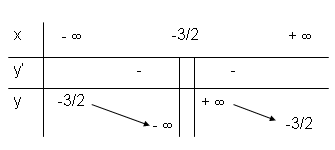 x - ∞ -3/2 + ∞
y' - -
y -3/2 + ∞
- ∞ -3/2